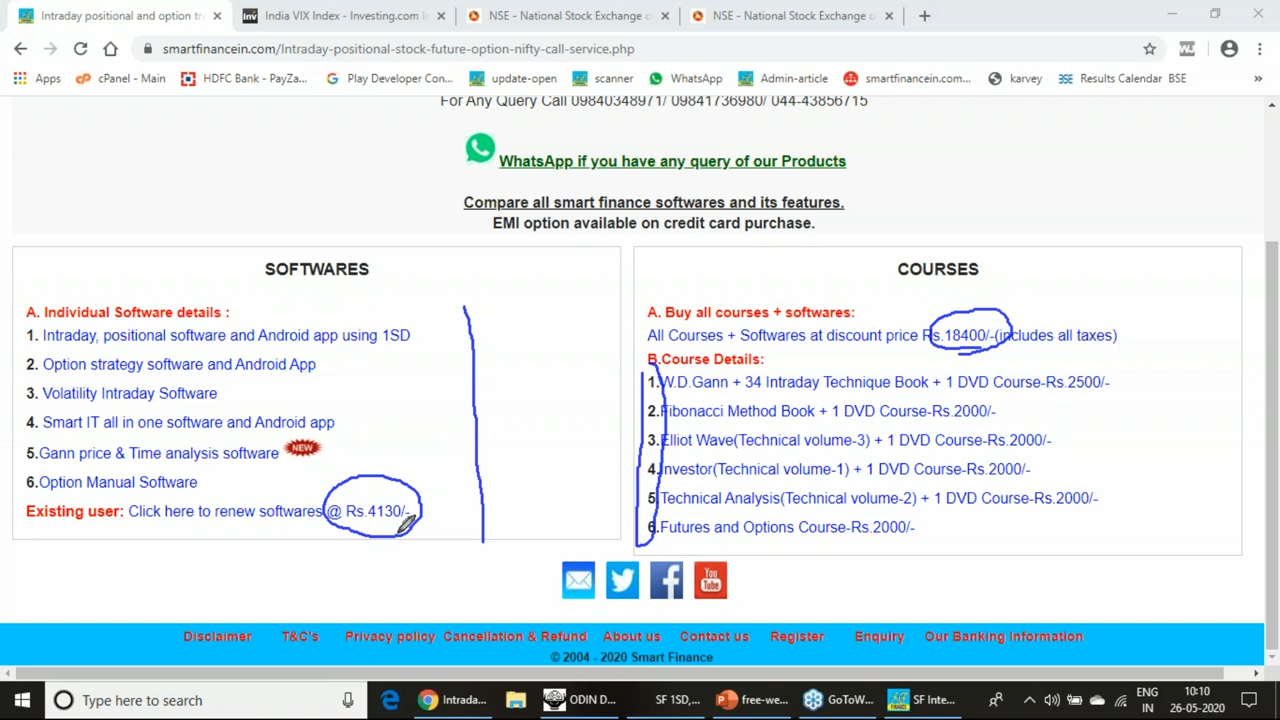 Intraday positional and option tr
India VIX Index - Investing.com I
NSE - National Stock Exchange o
NSE - National Stock Exchange o
smartfinancein.com/Intraday-positional-stock-future-option-nifty-call-service.php
Apps
cPanel - Main
HDFC Bank - PayZa...
Play Developer Con...
update-open
scanner
WhatsApp
Admin-article
smartfinancein.com...
karvey
Results Calendar BSE
For Any Query Call 09840348971/ 09841736980/ 044-43856715
WhatsApp if you have any query of our Products
Compare all smart finance softwares and its features.
EMI option available on credit card purchase.
SOFTWARES
A. Individual Software details :
1. Intraday, positional software and Android app using 1SD
2. Option strategy software and Android App
3. Volatility Intraday Software
4. Smart IT all in one software and Android app
5.Gann price & Time analysis software NEW
6.Option Manual Software
Existing user: Click here to renew softwares @ Rs.4130/-
COURSES
A. Buy all courses + softwares:
All Courses + Softwares at discount price Rs.18400/-(includes all taxes)
B.Course Details:
1.W.D.Gann + 34 Intraday Technique Book + 1 DVD Course-Rs.2500/-
2.Fibonacci Method Book + 1 DVD Course-Rs.2000/-
3.Elliot Wave(Technical volume-3) + 1 DVD Course-Rs.2000/-
4.Investor(Technical volume-1) + 1 DVD Course-Rs.2000/-
5.Technical Analysis(Technical volume-2) + 1 DVD Course-Rs.2000/-
6.Futures and Options Course-Rs.2000/-
You Tube
Disclaimer T&C's Privacy policy Cancellation & Refund About us Contact us Register Enquiry Our Banking Information
© 2004 - 2020 Smart Finance
Type here to search
Intrada...
ODIN D...
SF 1SD,...
free-we...
GoToW...
SF Inte...
ENG
IN
10:10
26-05-2020